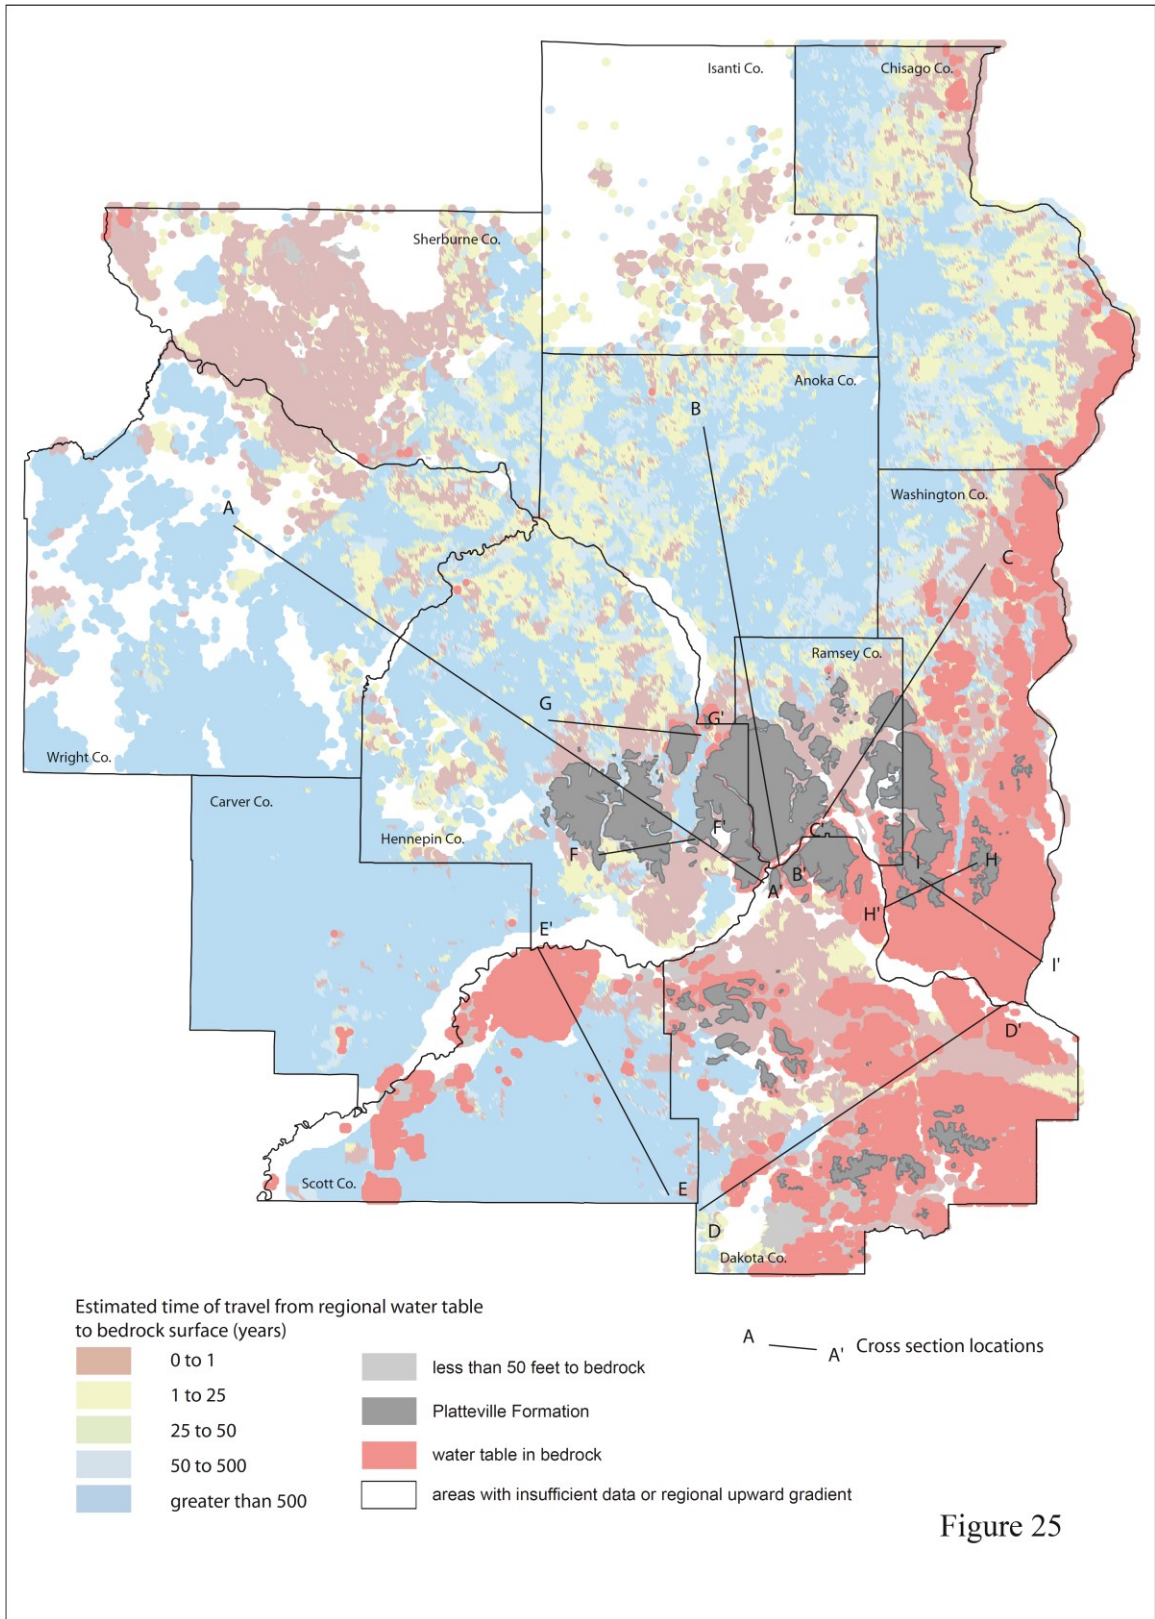 Isanti Co.
Chisago Co.
Sherburne Co.
Anoka Co.
B
A
Washington Co.
C
Ramsey Co.
G
G'
Wright Co.
Carver Co.
Hennepin Co.
F
F'
C'
B'
A'
I
H
H'
E'
I'
D'
Scott Co.
E
D
Dakota Co.
Estimated time of travel from regional water table
to bedrock surface (years)
0 to 1
1 to 25
25 to 50
50 to 500
greater than 500
less than 50 feet to bedrock
Platteville Formation
water table in bedrock
areas with insufficient data or regional upward gradient
A
A'
Cross section locations
Figure 25